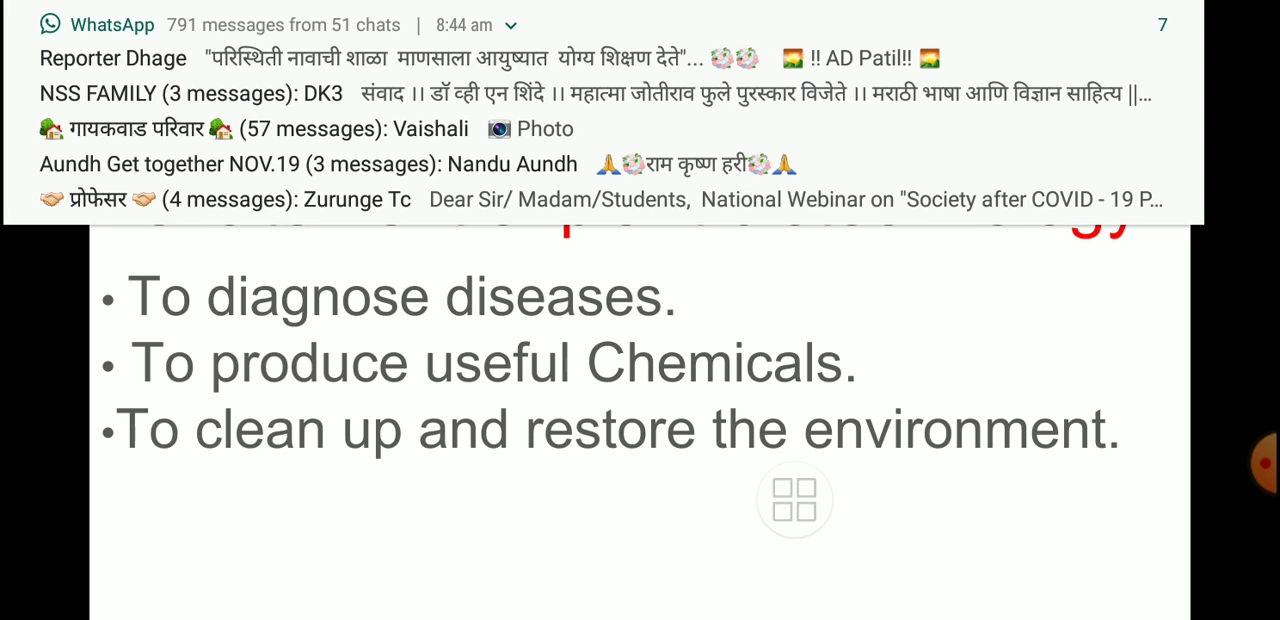 WhatsApp 791 messages from 51 chats | 8:44 am 7
Reporter Dhage "परिस्थिती नावाची शाळा माणसाला आयुष्यात योग्य शिक्षण देते"... 💐💐 🌄 !! AD Patil!! 🌄
NSS FAMILY (3 messages): DK3 संवाद ।। डॉ व्ही एन शिंदे ।। महात्मा जोतीराव फुले पुरस्कार विजेते ।। मराठी भाषा आणि विज्ञान साहित्य ||...
🏡 गायकवाड परिवार 🏡 (57 messages): Vaishali 📷 Photo
Aundh Get together NOV.19 (3 messages): Nandu Aundh 🙏💐राम कृष्ण हरी💐🙏
🤝 प्रोफेसर 🤝 (4 messages): Zurunge Tc Dear Sir/ Madam/Students, National Webinar on "Society after COVID - 19 P...
• To diagnose diseases.
• To produce useful Chemicals.
•To clean up and restore the environment.